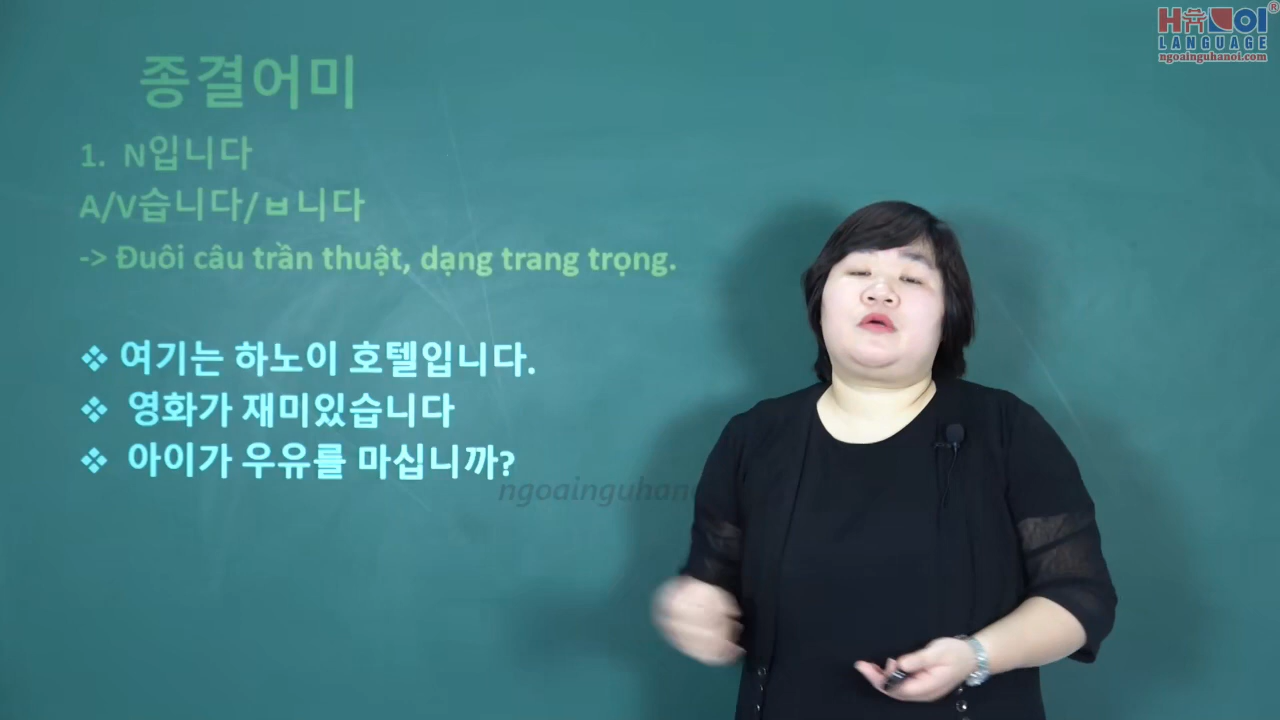 HANOI
LANGUAGE
ngoainguhanoi.com
종결어미
1. N입니다
A/V습니다/ㅂ니다
-> Đuôi câu trần thuật, dạng trang trọng.
❖ 여기는 하노이 호텔입니다.
❖ 영화가 재미있습니다
❖ 아이가 우유를 마십니까?